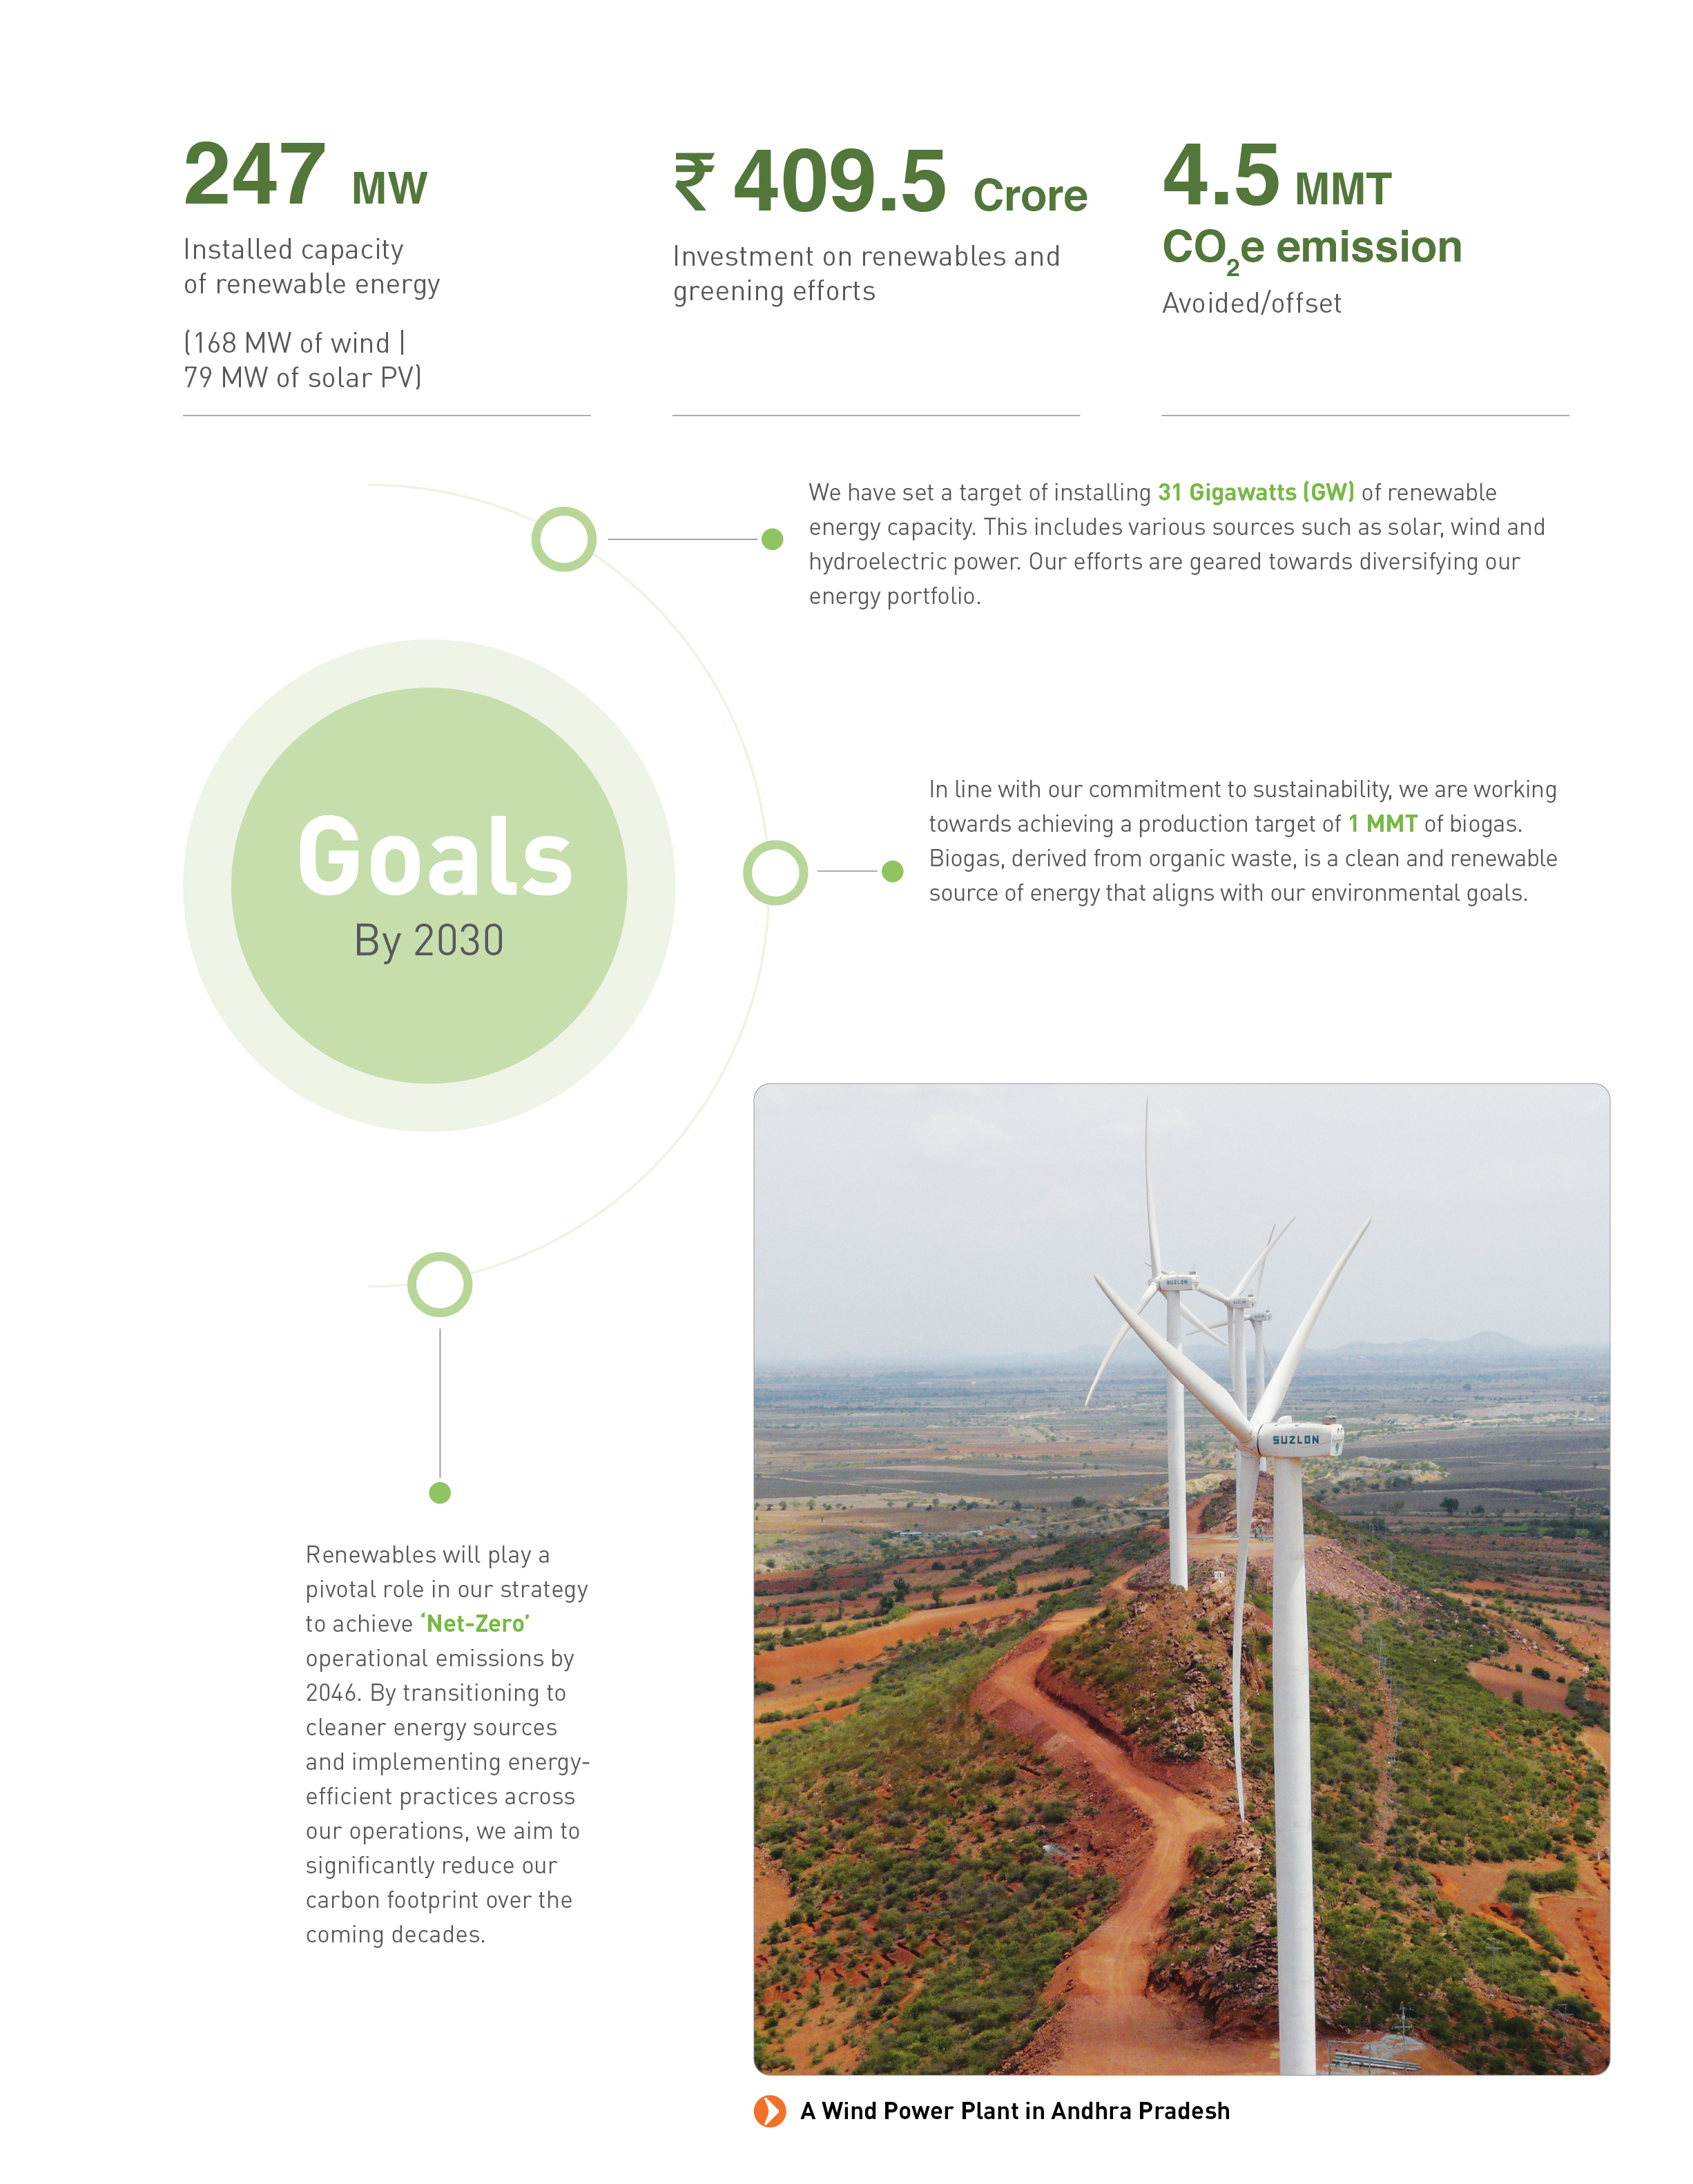 247 MW
Installed capacity
of renewable energy
(168 MW of wind |
79 MW of solar PV)
₹ 409.5 Crore
Investment on renewables and
greening efforts
4.5 MMT
CO₂e emission
Avoided/offset
We have set a target of installing 31 Gigawatts (GW) of renewable
energy capacity. This includes various sources such as solar, wind and
hydroelectric power. Our efforts are geared towards diversifying our
energy portfolio.
Goals
By 2030
In line with our commitment to sustainability, we are working
towards achieving a production target of 1 MMT of biogas.
Biogas, derived from organic waste, is a clean and renewable
source of energy that aligns with our environmental goals.
Renewables will play a
pivotal role in our strategy
to achieve ‘Net-Zero’
operational emissions by
2046. By transitioning to
cleaner energy sources
and implementing energy-
efficient practices across
our operations, we aim to
significantly reduce our
carbon footprint over the
coming decades.
SUZLON
SUZLON
A Wind Power Plant in Andhra Pradesh